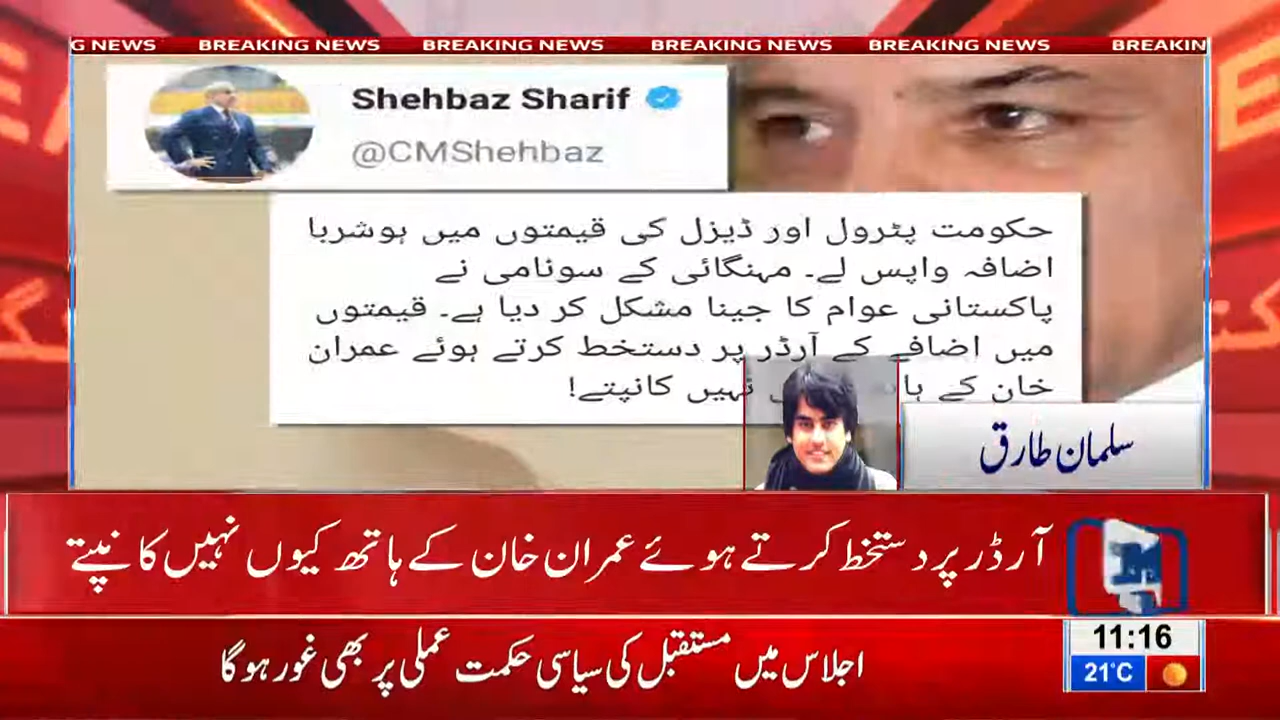 G NEWS BREAKING NEWS BREAKING NEWS BREAKING NEWS BREAKING NEWS BREAKIN
Shehbaz Sharif
@CMShehbaz
حکومت پٹرول اور ڈیزل کی قیمتوں میں ہوشربا
اضافہ واپس لے۔ مہنگائی کے سونامی نے
پاکستانی عوام کا جینا مشکل کر دیا ہے۔ قیمتوں
میں اضافے کے آرڈر پر دستخط کرتے ہوئے عمران
خان کے نہیں کانپتے!
سلمان طارق
آرڈر پر دستخط کرتے ہوئے عمران خان کے ہاتھ کیوں نہیں کانپتے
11:16
اجلاس میں مستقبل کی سیاسی حکمت عملی پر بھی غور ہوگا
21°C